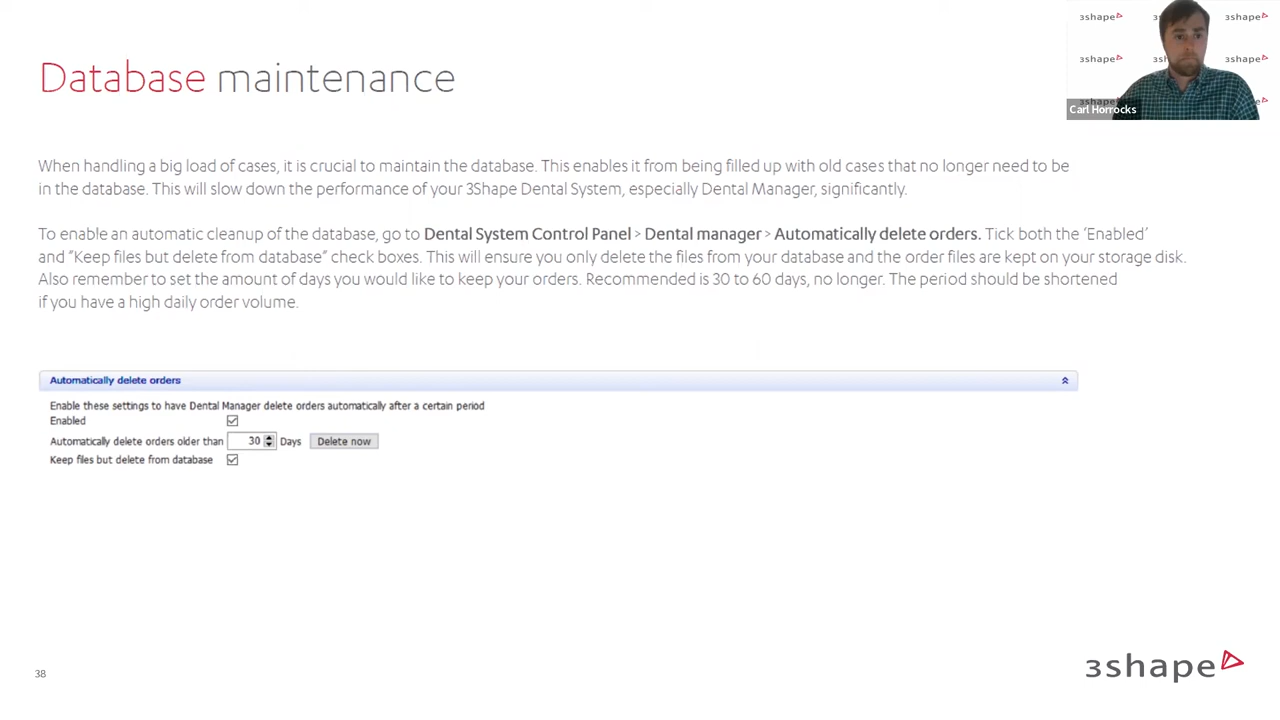 Database maintenance
3shape
3shape
3shape
3shape
3shape
Carl Horrocks
When handling a big load of cases, it is crucial to maintain the database. This enables it from being filled up with old cases that no longer need to be
in the database. This will slow down the performance of your 3Shape Dental System, especially Dental Manager, significantly.
To enable an automatic cleanup of the database, go to Dental System Control Panel > Dental manager > Automatically delete orders. Tick both the ‘Enabled’
and “Keep files but delete from database” check boxes. This will ensure you only delete the files from your database and the order files are kept on your storage disk.
Also remember to set the amount of days you would like to keep your orders. Recommended is 30 to 60 days, no longer. The period should be shortened
if you have a high daily order volume.
Automatically delete orders
Enable these settings to have Dental Manager delete orders automatically after a certain period
Enabled
Automatically delete orders older than 30 Days Delete now
Keep files but delete from database
38
3shape